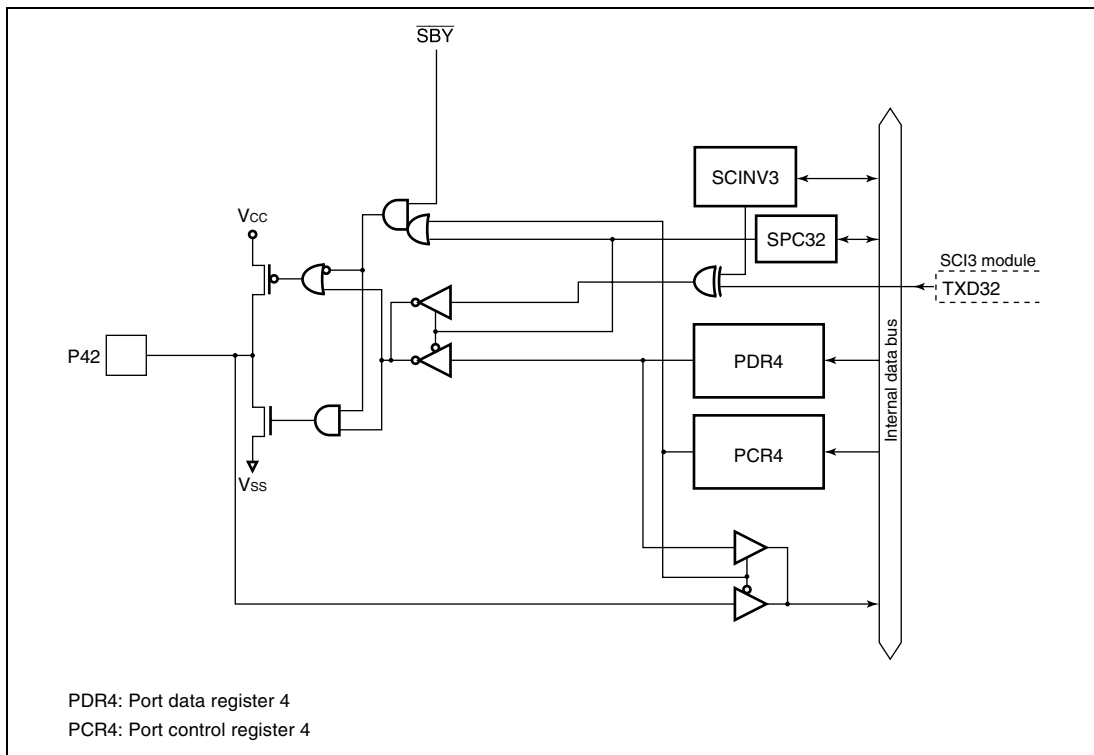 S̅B̅Y̅
SCINV3
VCC
SPC32
SCI3 module
TXD32
P42
PDR4
Internal data bus
PCR4
VSS
PDR4: Port data register 4
PCR4: Port control register 4